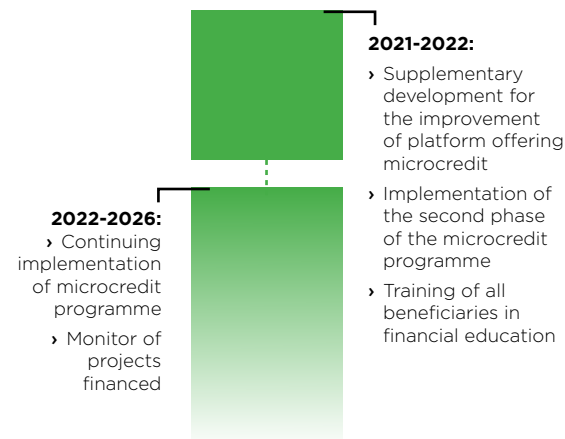 2021-2022:
› Supplementary
development for
the improvement
of platform offering
microcredit
› Implementation of
the second phase
of the microcredit
programme
› Training of all
beneficiaries in
financial education
2022-2026:
› Continuing
implementation
of microcredit
programme
› Monitor of
projects
financed